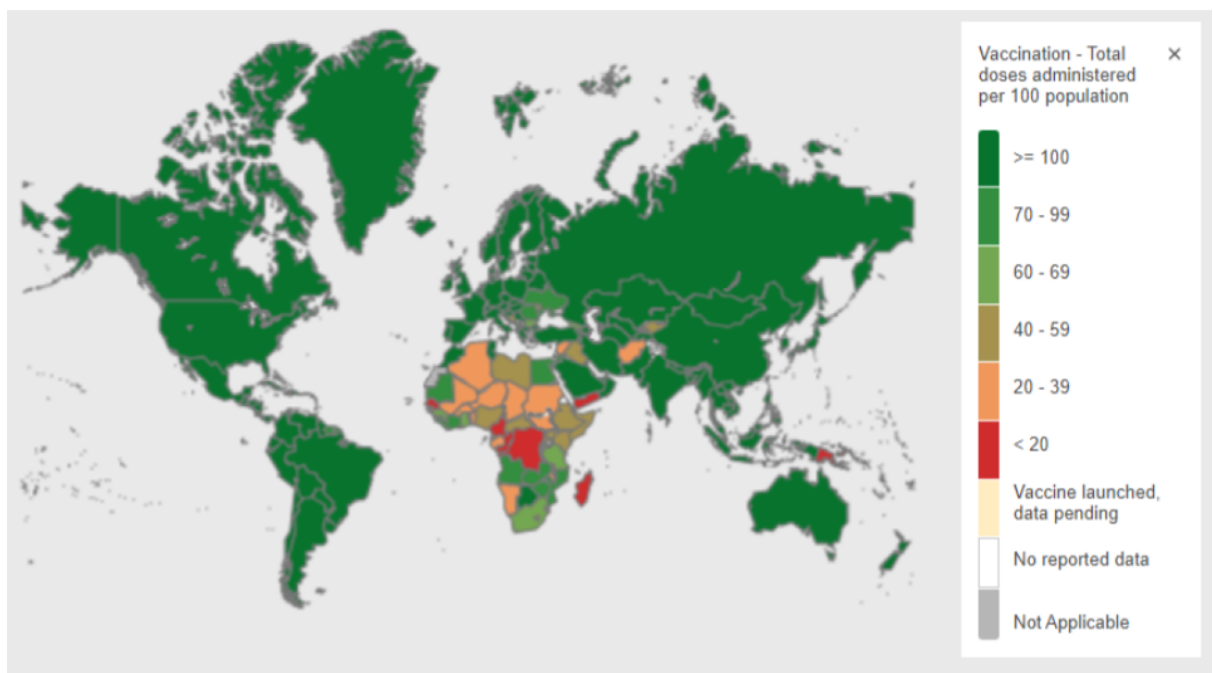 Vaccination - Total ×
doses administered
per 100 population
>= 100
70 - 99
60 - 69
40 - 59
20 - 39
< 20
Vaccine launched,
data pending
No reported data
Not Applicable